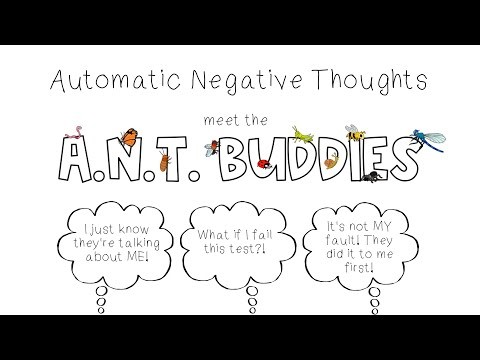 Automatic Negative Thoughts
meet the
A.N.T. BUDDIES
I just know
they're talking
about ME!
What if I fail
this test?!
It's not MY
fault! They
did it to me
first!